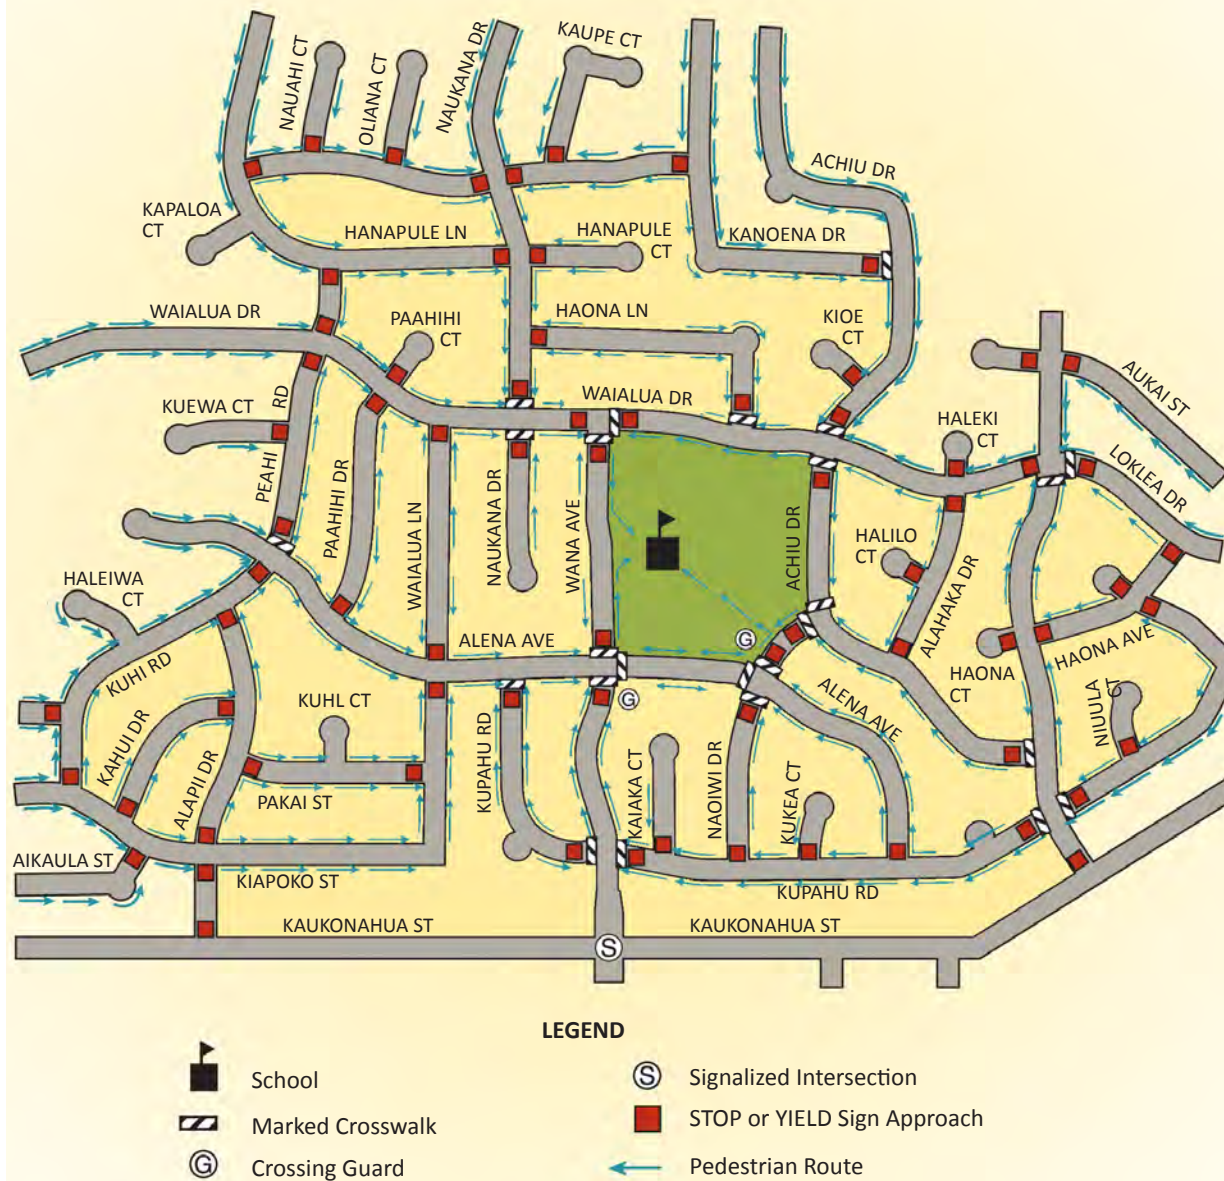 NAUAHI CT
OLIANA CT
NAUKANA DR
KAUPE CT
ACHIU DR
KAPALOA
CT
HANAPULE LN
HANAPULE
CT
KANOENA DR
WAIALUA DR
PAAHIHI
CT
HAONA LN
KIOE
CT
AUKAI ST
KUEWA CT
PEAHI RD
WAIALUA DR
HALEKI
CT
LOKLEA DR
PAAHIHI DR
WAIALUA LN
NAUKANA DR
WANA AVE
ACHIU DR
HALILO
CT
ALAHAKA DR
HALEIWA
CT
KUHI RD
ALENA AVE
G
HAONA
CT
HAONA AVE
KAHUI DR
ALAPII DR
KUHL CT
KUPAHU RD
G
KAIAKA CT
NAOIWI DR
KUKEA CT
ALENA AVE
NIUULA
CT
PAKAI ST
AIKAULA ST
KIAPOKO ST
KUPAHU RD
KAUKONAHUA ST
KAUKONAHUA ST
S
LEGEND
School
S Signalized Intersection
Marked Crosswalk
STOP or YIELD Sign Approach
G Crossing Guard
Pedestrian Route